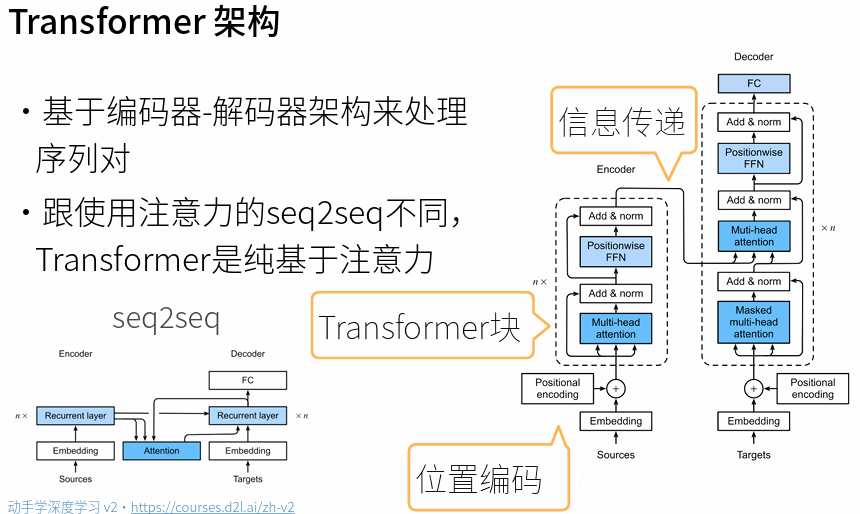 Transformer 架构
• 基于编码器-解码器架构来处理
序列对
• 跟使用注意力的seq2seq不同，
Transformer是纯基于注意力
seq2seq
Encoder
Decoder
FC
n ×
Recurrent layer
Recurrent layer
× n
Embedding
Attention
Embedding
Sources
Targets
信息传递
Transformer块
位置编码
Encoder
Add & norm
Positionwise
FFN
n ×
Add & norm
Multi-head
attention
Positional
encoding
+
Embedding
Sources
Decoder
FC
Add & norm
Positionwise
FFN
Add & norm
Muti-head
attention
× n
Add & norm
Masked
multi-head
attention
+
Positional
encoding
Embedding
Targets
动手学深度学习 v2 • https://courses.d2l.ai/zh-v2